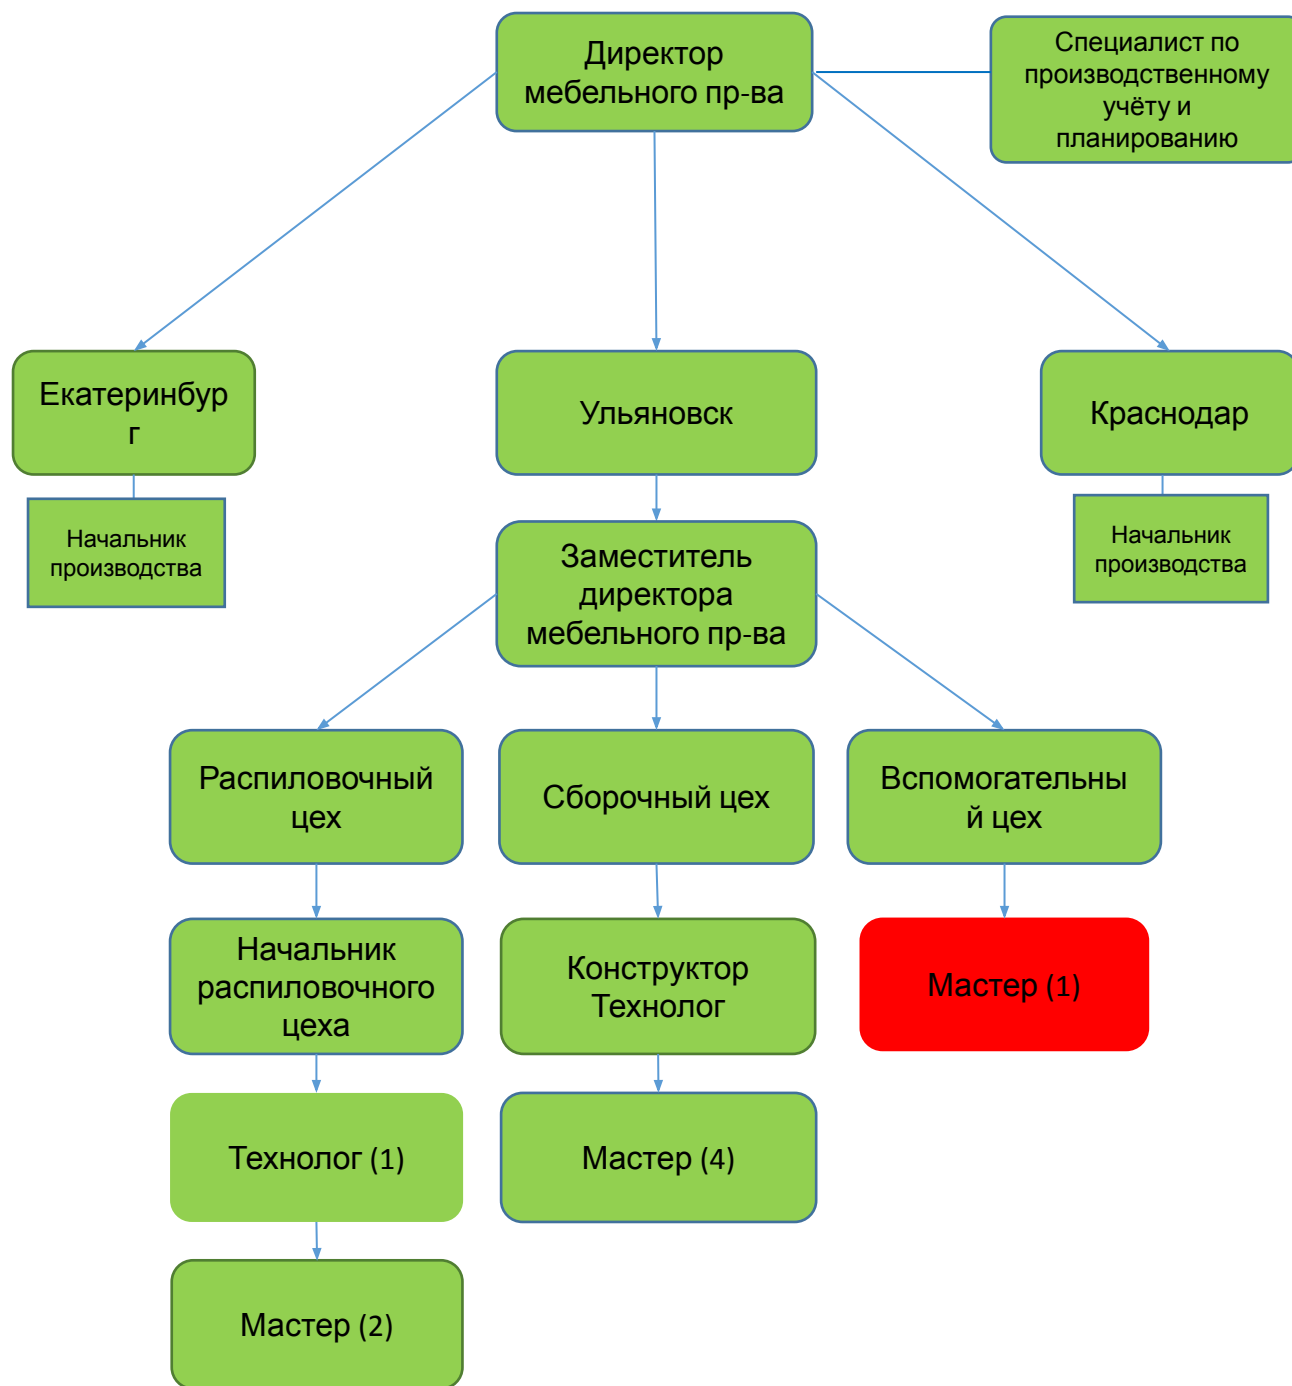 Директор
мебельного пр-ва
Специалист по
производственному
учёту и
планированию
Екатеринбур
г
Ульяновск
Краснодар
Начальник
производства
Начальник
производства
Заместитель
директора
мебельного пр-ва
Распиловочный
цех
Сборочный цех
Вспомогательны
й цех
Начальник
распиловочного
цеха
Конструктор
Технолог
Мастер (1)
Технолог (1)
Мастер (4)
Мастер (2)